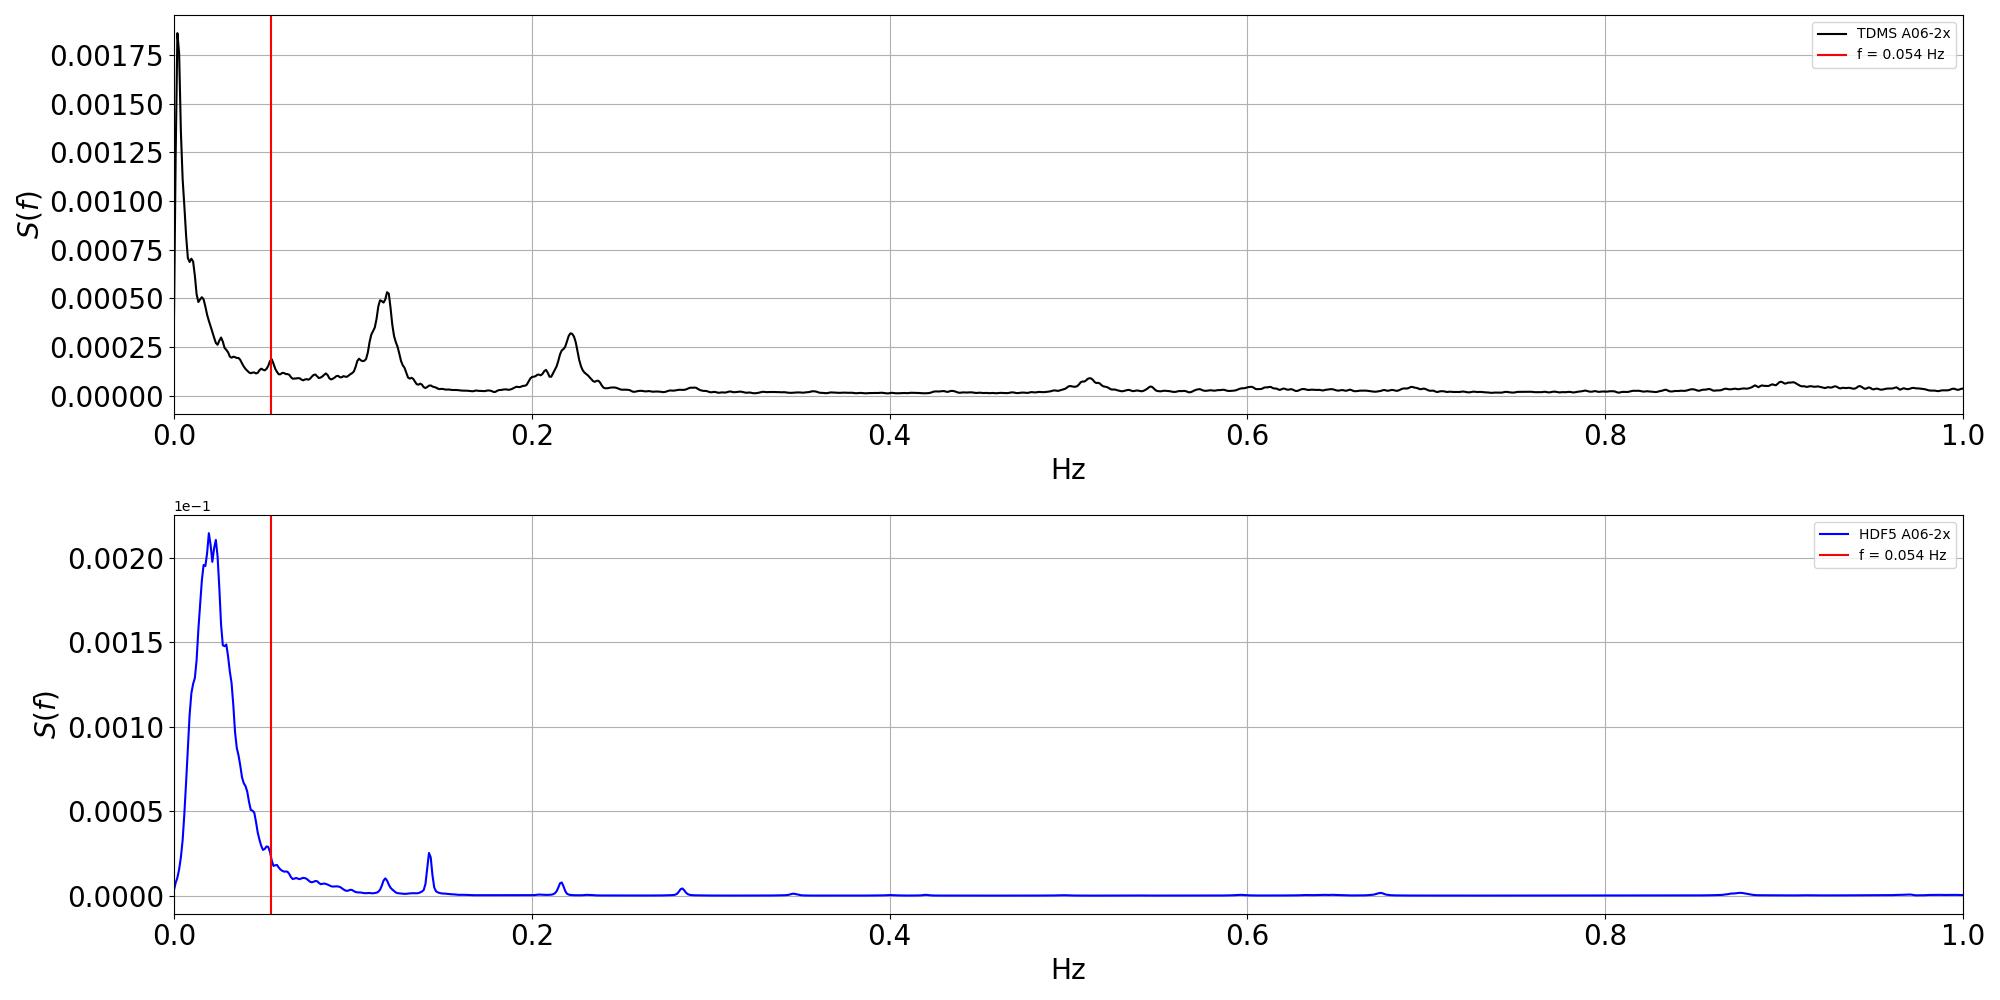 TDMS A06-2x
f = 0.054 Hz
S(f)
0.00175
0.00150
0.00125
0.00100
0.00075
0.00050
0.00025
0.00000
0.0 0.2 0.4 0.6 0.8 1.0
Hz
1e−1
HDF5 A06-2x
f = 0.054 Hz
S(f)
0.0020
0.0015
0.0010
0.0005
0.0000
0.0 0.2 0.4 0.6 0.8 1.0
Hz